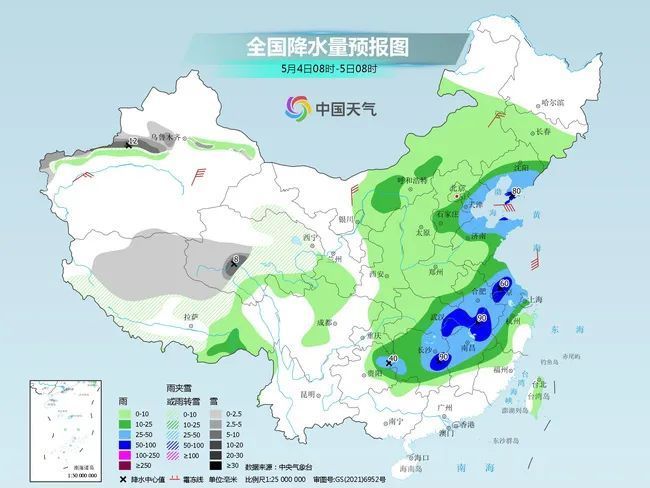 全国降水量预报图
5月4日08时-5日08时
中国天气
哈尔滨
长春
乌鲁木齐
12
沈阳
呼和浩特
北京
渤
80
天津
海
石家庄
黄
银川
太原
济南
海
西宁
兰州
8
郑州
西安
60
合肥
上海
拉萨
成都
武汉
90
杭州
重庆
东海
南昌
长沙
40
90
钓鱼岛
赤尾屿
贵阳
福州
台北
台湾海峡
台湾岛
昆明
澎湖列岛
广州
南宁
香港
澳门
东沙群岛
海口
海南岛
南海
南海诸岛
1:50 000 000
雨
雨夹雪
或雨转雪
雪
0-10
0-10
0-2.5
10-25
10-25
2.5-5
25-50
25-50
5-10
50-100
50-100
10-20
100-250
≥100
20-30
≥250
≥30
数据来源:中央气象台
降水中心值
霜冻线
单位:毫米
比例尺1:25 000 000
审图号:GS(2021)6952号